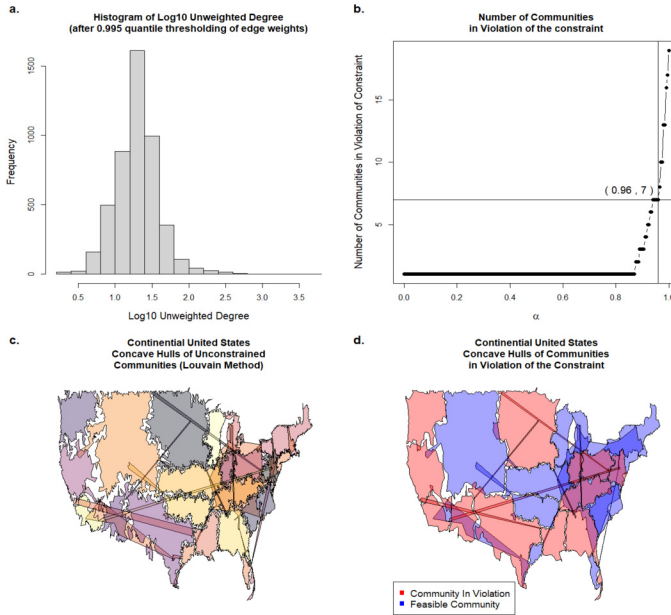 a.
Histogram of Log10 Unweighted Degree
(after 0.995 quantile thresholding of edge weights)
Frequency
1500
1000
500
0
0.5 1.0 1.5 2.0 2.5 3.0 3.5
Log10 Unweighted Degree
b.
Number of Communities
in Violation of the constraint
Number of Communities in Violation of Constraint
15
10
5
( 0.96 , 7 )
0.0 0.2 0.4 0.6 0.8 1.0
α
c.
Continental United States
Concave Hulls of Unconstrained
Communities (Louvain Method)
d.
Continental United States
Concave Hulls of Communities
in Violation of the Constraint
Community In Violation
Feasible Community